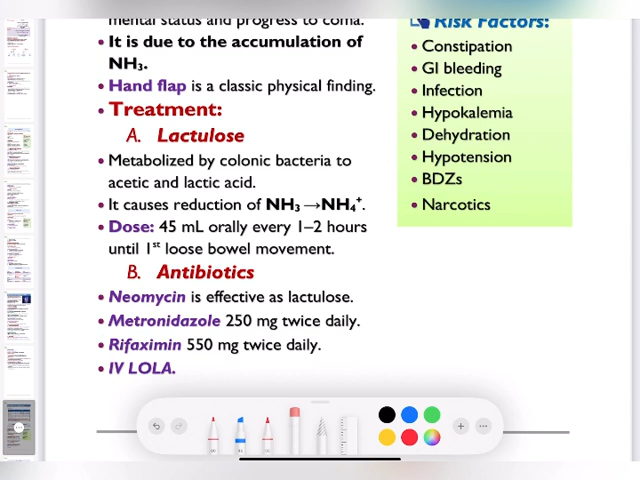 mental status and progress to coma.
• It is due to the accumulation of
NH₃.
• Hand flap is a classic physical finding.
• Treatment:
A. Lactulose
• Metabolized by colonic bacteria to
acetic and lactic acid.
• It causes reduction of NH₃ →NH₄⁺.
• Dose: 45 mL orally every 1–2 hours
until 1st loose bowel movement.
B. Antibiotics
• Neomycin is effective as lactulose.
• Metronidazole 250 mg twice daily.
• Rifaximin 550 mg twice daily.
• IV LOLA.
Risk Factors:
• Constipation
• GI bleeding
• Infection
• Hypokalemia
• Dehydration
• Hypotension
• BDZs
• Narcotics